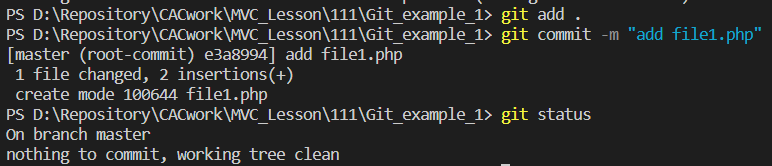 PS D:\Repository\CACwork\MVC_Lesson\111\Git_example_1> git add .
PS D:\Repository\CACwork\MVC_Lesson\111\Git_example_1> git commit -m "add file1.php"
[master (root-commit) e3a8994] add file1.php
 1 file changed, 2 insertions(+)
 create mode 100644 file1.php
PS D:\Repository\CACwork\MVC_Lesson\111\Git_example_1> git status
On branch master
nothing to commit, working tree clean